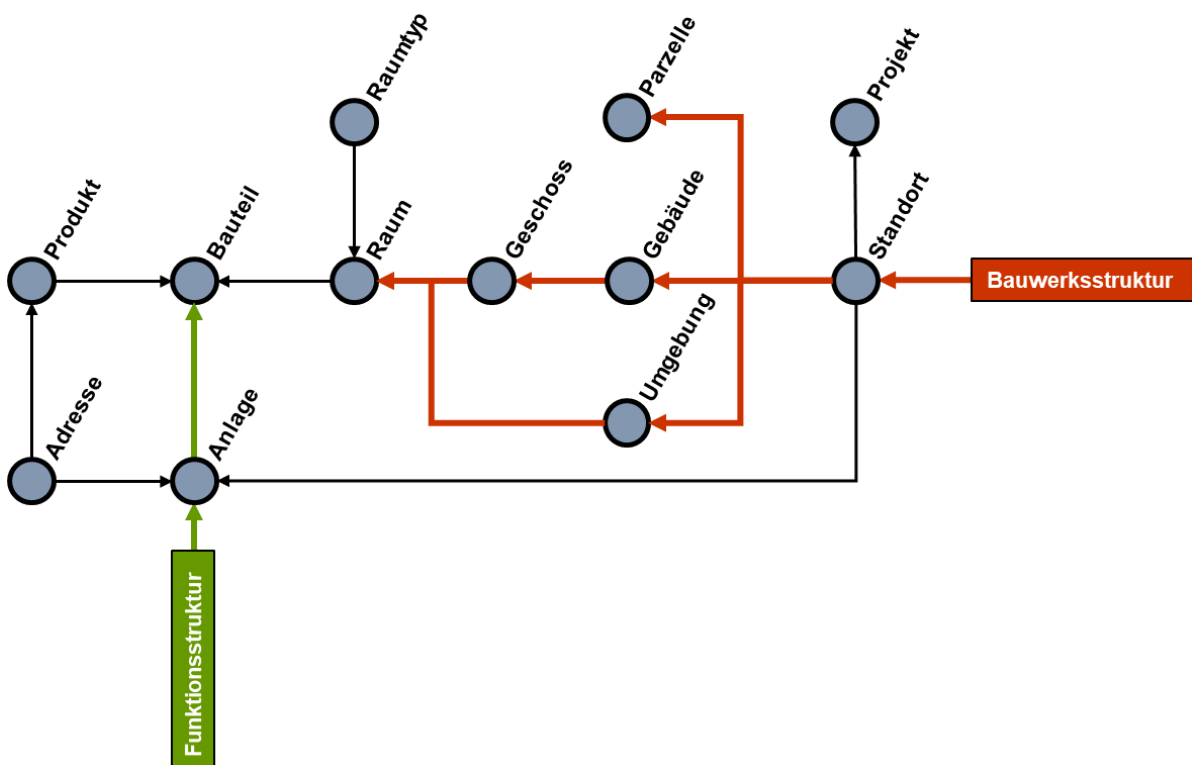 Raumtyp
Parzelle
Projekt
Produkt
Bauteil
Raum
Geschoss
Gebäude
Standort
Bauwerksstruktur
Umgebung
Adresse
Anlage
Funktionsstruktur